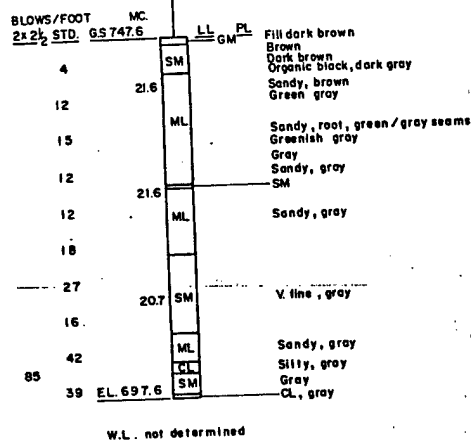 BLOWS/FOOT MC.
2x2½ STD. G.S 747.6 LL PL
GM Fill dark brown
Brown
Dark brown
4 SM Organic black, dark gray
21.6 Sandy, brown
12 Green gray
ML Sandy, root, green/gray seams
15 Greenish gray
Gray
12 Sandy, gray
21.6 SM
12 ML Sandy, gray
18
27 20.7 SM V. fine, gray
16
42 ML Sandy, gray
85 CL Silty, gray
SM Gray
39 EL. 697.6 CL, gray
W.L. not determined